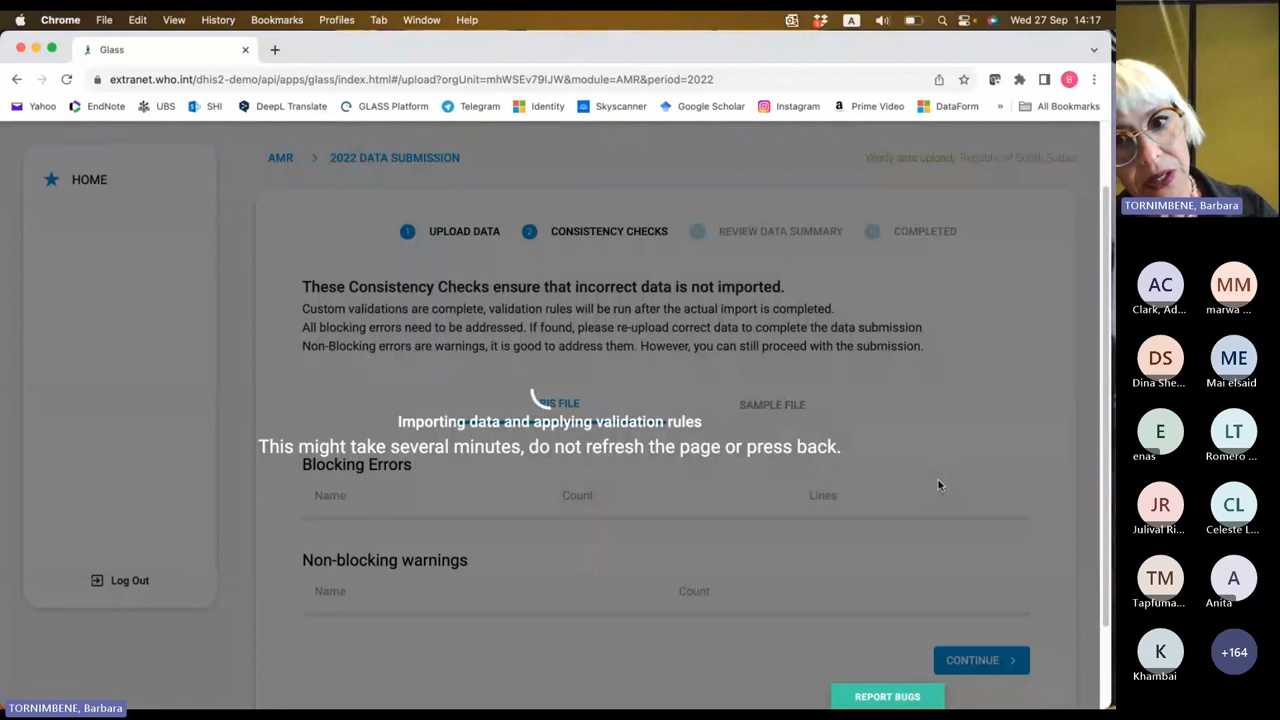 Chrome File Edit View History Bookmarks Profiles Tab Window Help A Wed 27 Sep 14:17
Glass
extranet.who.int/dhis2-demo/api/apps/glass/index.html#/upload?orgUnit=mhWSEv79lJW&module=AMR&period=2022
B
Yahoo EndNote UBS SHI DeepL Translate GLASS Platform Telegram Identity Skyscanner Google Scholar Instagram Prime Video DataForm » All Bookmarks
AMR > 2022 DATA SUBMISSION
Yearly data upload, Republic of South Sudan
HOME
1 UPLOAD DATA 2 CONSISTENCY CHECKS REVIEW DATA SUMMARY COMPLETED
These Consistency Checks ensure that incorrect data is not imported.
Custom validations are complete, validation rules will be run after the actual import is completed.
All blocking errors need to be addressed. If found, please re-upload correct data to complete the data submission
Non-Blocking errors are warnings, it is good to address them. However, you can still proceed with the submission.
RIS FILE SAMPLE FILE
Importing data and applying validation rules
This might take several minutes, do not refresh the page or press back.
Blocking Errors
Name Count Lines
Non-blocking warnings
Name Count
Log Out
CONTINUE >
REPORT BUGS
TORNIMBENE, Barbara
TORNIMBENE, Barbara
AC MM
Clark, Ad... marwa ...
DS ME
Dina She... Mai elsaid
E LT
enas Romero ...
JR CL
Julival Ri... Celeste L...
TM A
Tapfuma... Anita
K +164
Khambai